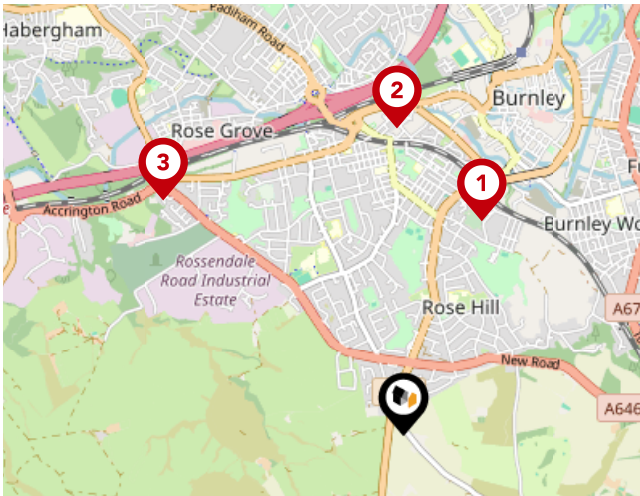 Habergham
Padiham Road
2
Burnley
Rose Grove
3
1
Accrington Road
Burnley Wo
Rossendale
Road Industrial
Estate
Rose Hill
A67
New Road
A646